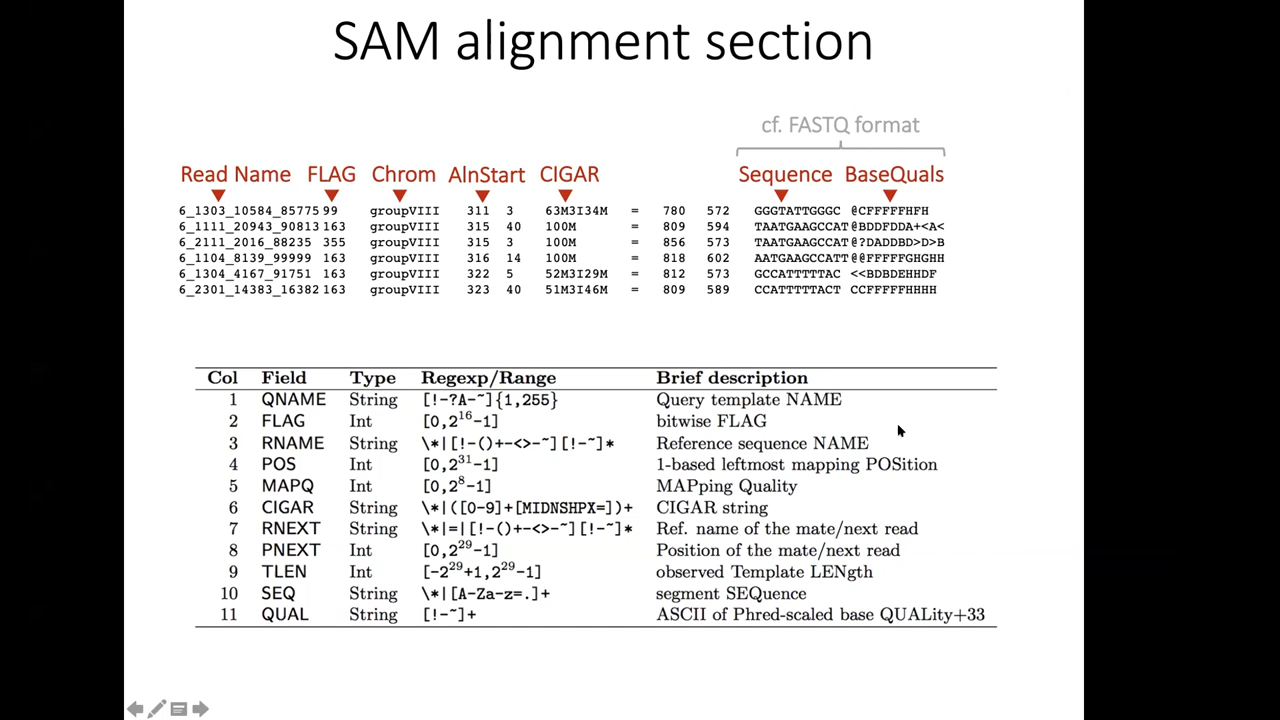 SAM alignment section
cf. FASTQ format
Read Name FLAG Chrom AlnStart CIGAR Sequence BaseQuals
6_1303_10584_85775 99 groupVIII 311 3 63M3I34M = 780 572 GGGTATTGGGC @CFFFFFHFH
6_1111_20943_90813 163 groupVIII 315 40 100M = 809 594 TAATGAAGCCAT @BDDFDDA+<A<
6_2111_2016_88235 355 groupVIII 315 3 100M = 856 573 TAATGAAGCCAT @?DADDBD>D>B
6_1104_8139_99999 163 groupVIII 316 14 100M = 818 602 AATGAAGCCATT @@FFFFFGHGHH
6_1304_4167_91751 163 groupVIII 322 5 52M3I29M = 812 573 GCCATTTTTAC <<BDBDEHHDF
6_2301_14383_16382 163 groupVIII 323 40 51M3I46M = 809 589 CCATTTTTACT CCFFFFFHHHH
Col Field Type Regexp/Range Brief description
1 QNAME String [!-?A-~]{1,255} Query template NAME
2 FLAG Int [0,2^16-1] bitwise FLAG
3 RNAME String \*|[!-()+-<>-~][!-~]* Reference sequence NAME
4 POS Int [0,2^31-1] 1-based leftmost mapping POSition
5 MAPQ Int [0,2^8-1] MAPping Quality
6 CIGAR String \*|([0-9]+[MIDNSHPX=])+ CIGAR string
7 RNEXT String \*|=|[!-()+-<>-~][!-~]* Ref. name of the mate/next read
8 PNEXT Int [0,2^29-1] Position of the mate/next read
9 TLEN Int [-2^29+1,2^29-1] observed Template LENgth
10 SEQ String \*|[A-Za-z=.]+ segment SEQuence
11 QUAL String [!-~]+ ASCII of Phred-scaled base QUALity+33